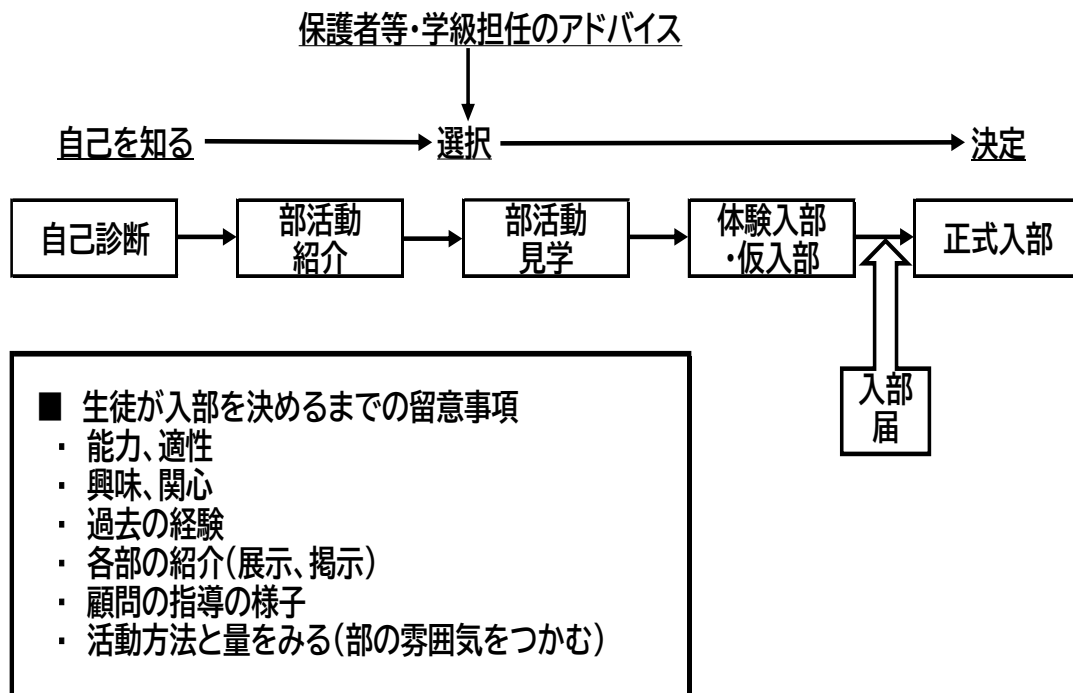 保護者等・学級担任のアドバイス
自己を知る
選択
決定
自己診断
部活動
紹介
部活動
見学
体験入部
・仮入部
正式入部
入部
届
■ 生徒が入部を決めるまでの留意事項
・ 能力、適性
・ 興味、関心
・ 過去の経験
・ 各部の紹介(展示、掲示)
・ 顧問の指導の様子
・ 活動方法と量をみる(部の雰囲気をつかむ)